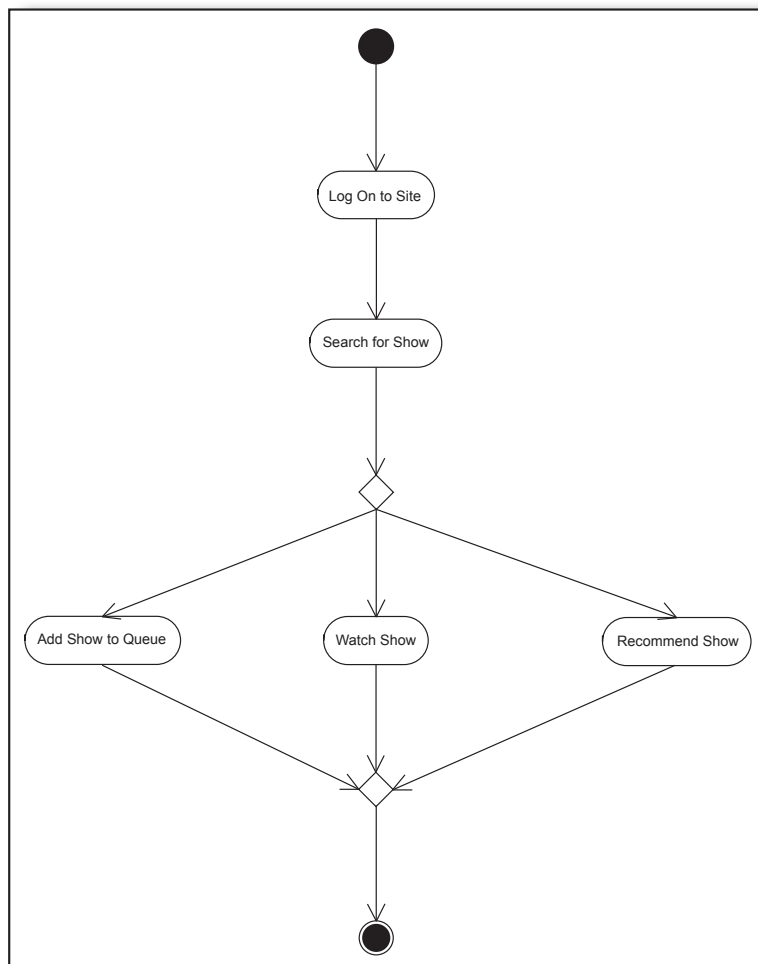 Log On to Site
Search for Show
Add Show to Queue
Watch Show
Recommend Show